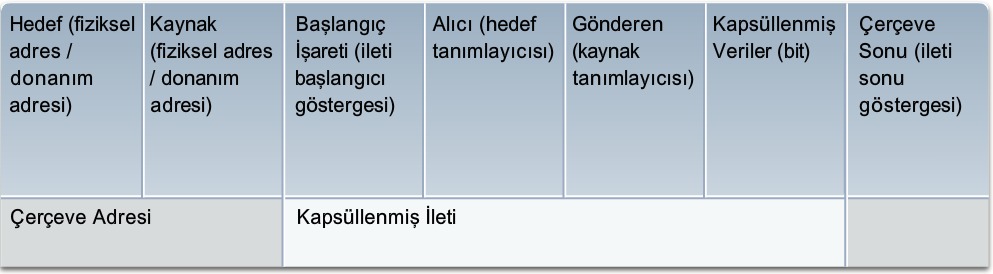 Hedef (fiziksel
adres /
donanım
adresi)
Kaynak
(fiziksel adres
/ donanım
adresi)
Başlangıç
İşareti (ileti
başlangıcı
göstergesi)
Alıcı (hedef
tanımlayıcısı)
Gönderen
(kaynak
tanımlayıcısı)
Kapsüllenmiş
Veriler (bit)
Çerçeve
Sonu (ileti
sonu
göstergesi)
Çerçeve Adresi
Kapsüllenmiş İleti